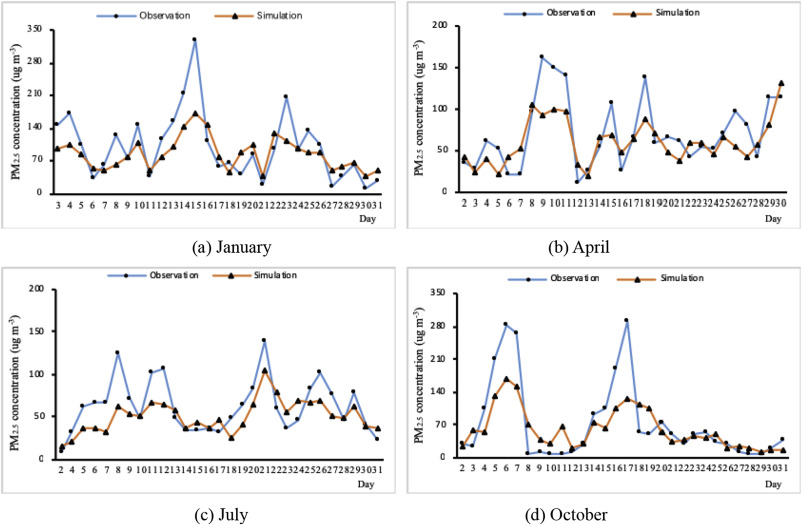 Observation Simulation
PM2.5 concentration (ug m-3)
350
280
210
140
70
0
3 4 5 6 7 8 9 10 11 12 13 14 15 16 17 18 19 20 21 22 23 24 25 26 27 28 29 30 31
Day
(a) January
Observation Simulation
PM2.5 concentration (ug m-3)
200
150
100
50
0
2 3 4 5 6 7 8 9 10 11 12 13 14 15 16 17 18 19 20 21 22 23 24 25 26 27 28 29 30
Day
(b) April
Observation Simulation
PM2.5 concentration (ug m-3)
200
150
100
50
0
2 4 5 6 7 8 9 10 11 12 13 14 15 16 17 18 19 20 21 22 23 24 25 26 27 28 29 30 31
Day
(c) July
Observation Simulation
PM2.5 concentration (ug m-3)
350
280
210
140
70
0
2 3 4 5 6 7 8 9 10 11 12 13 14 15 16 17 18 19 20 21 22 23 24 25 26 27 28 29 30 31
Day
(d) October